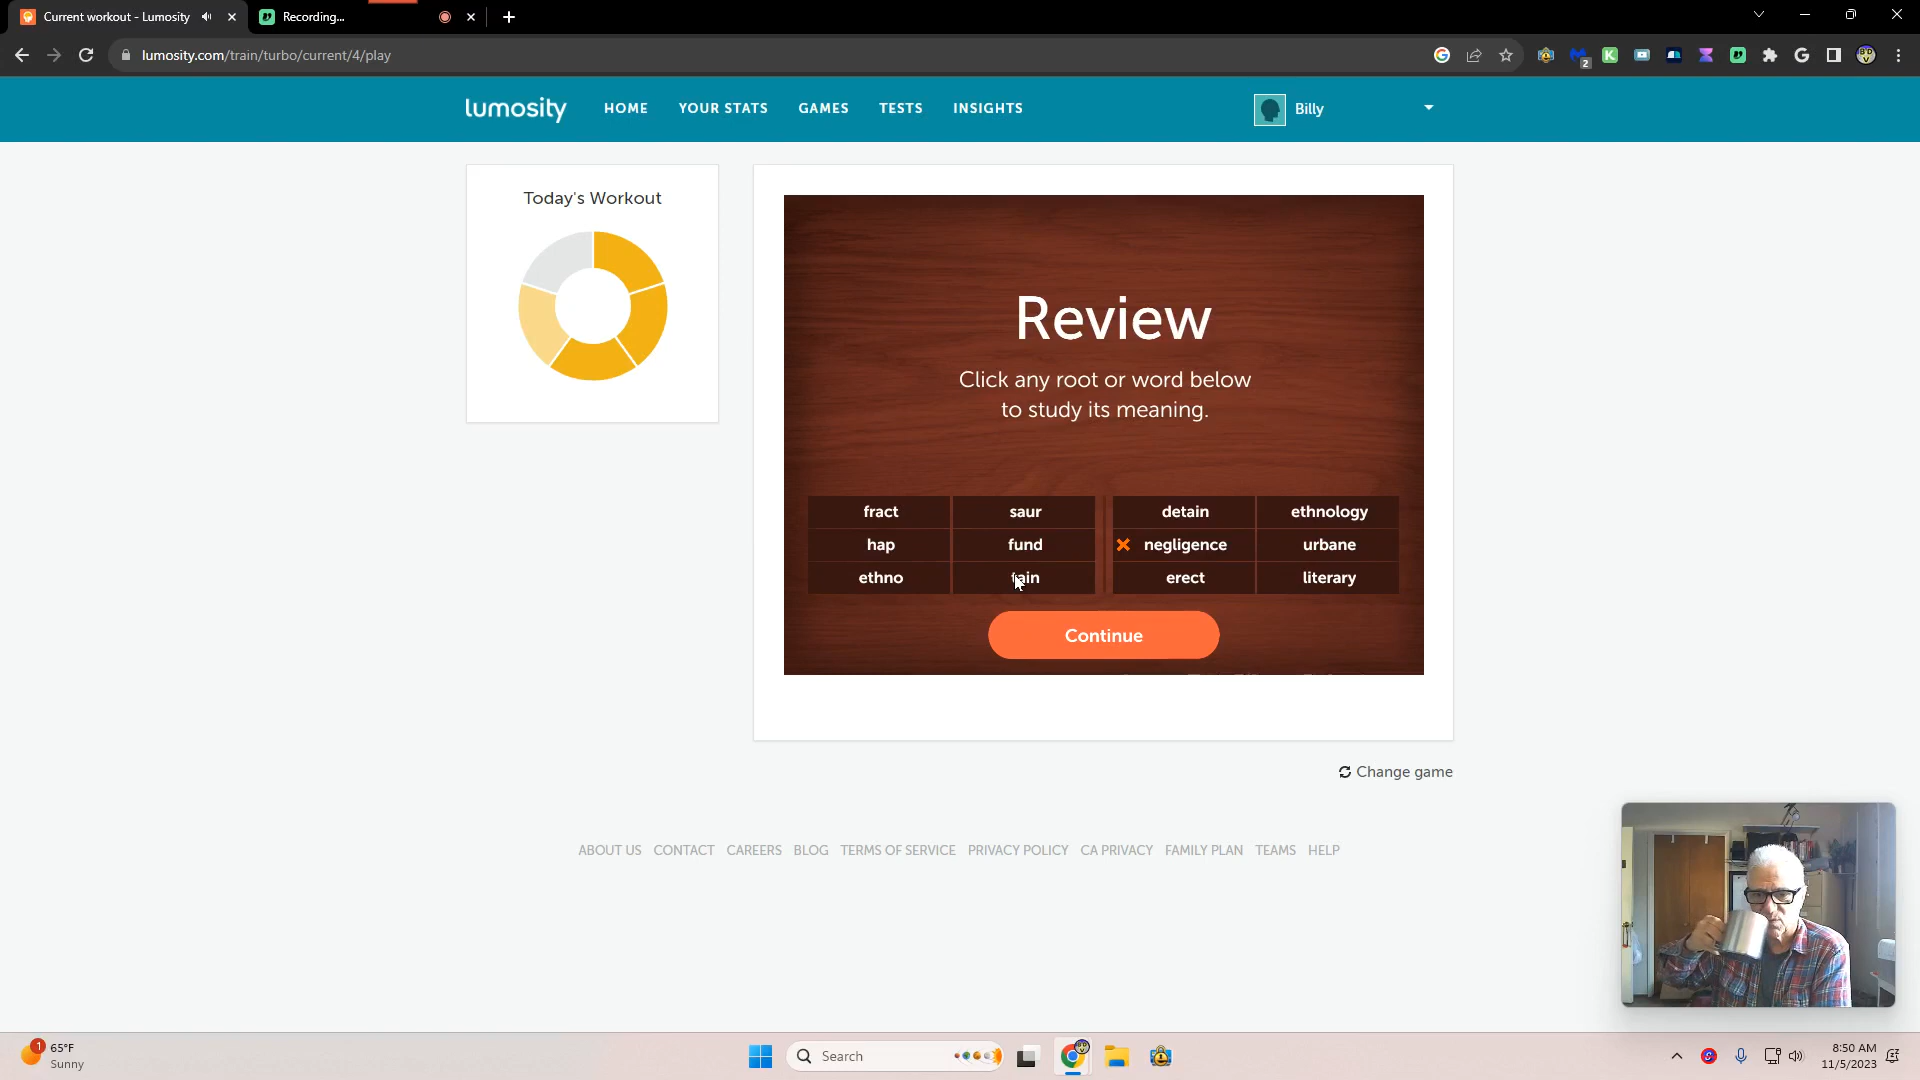 Current workout - Lumosity
Recording...
lumosity.com/train/turbo/current/4/play
2
lumosity
HOME
YOUR STATS
GAMES
TESTS
INSIGHTS
Billy
Today's Workout
Review
Click any root or word below
to study its meaning.
fract
saur
detain
ethnology
hap
fund
negligence
urbane
ethno
tain
erect
literary
Continue
Change game
ABOUT US
CONTACT
CAREERS
BLOG
TERMS OF SERVICE
PRIVACY POLICY
CA PRIVACY
FAMILY PLAN
TEAMS
HELP
1
65°F
Sunny
Search
8:50 AM
11/5/2023